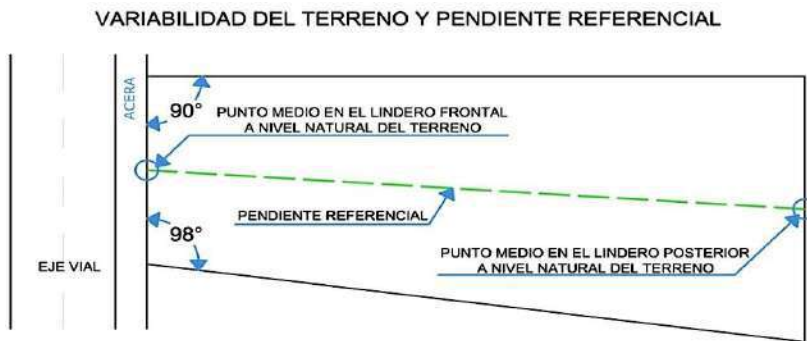 VARIABILIDAD DEL TERRENO Y PENDIENTE REFERENCIAL
ACERA
90°
PUNTO MEDIO EN EL LINDERO FRONTAL
A NIVEL NATURAL DEL TERRENO
PENDIENTE REFERENCIAL
98°
PUNTO MEDIO EN EL LINDERO POSTERIOR
A NIVEL NATURAL DEL TERRENO
EJE VIAL